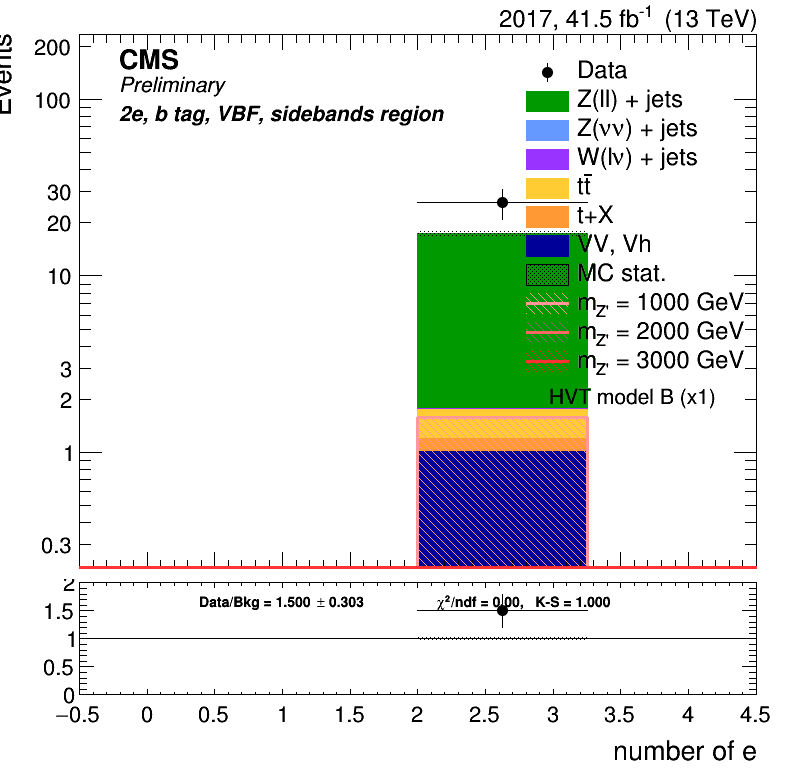 2017, 41.5 fb⁻¹ (13 TeV)
Events
CMS
Preliminary
2e, b tag, VBF, sidebands region
Data
Z(ll) + jets
Z(νν) + jets
W(lν) + jets
tt̄
t+X
VV, Vh
MC stat.
m_Z' = 1000 GeV
m_Z' = 2000 GeV
m_Z' = 3000 GeV
HVT model B (x1)
200
100
30
20
10
3
2
1
0.3
Data/Bkg = 1.500 ± 0.303
χ²/ndf = 0.00, K-S = 1.000
2
1.5
1
0.5
0
−0.5 0 0.5 1 1.5 2 2.5 3 3.5 4 4.5
number of e